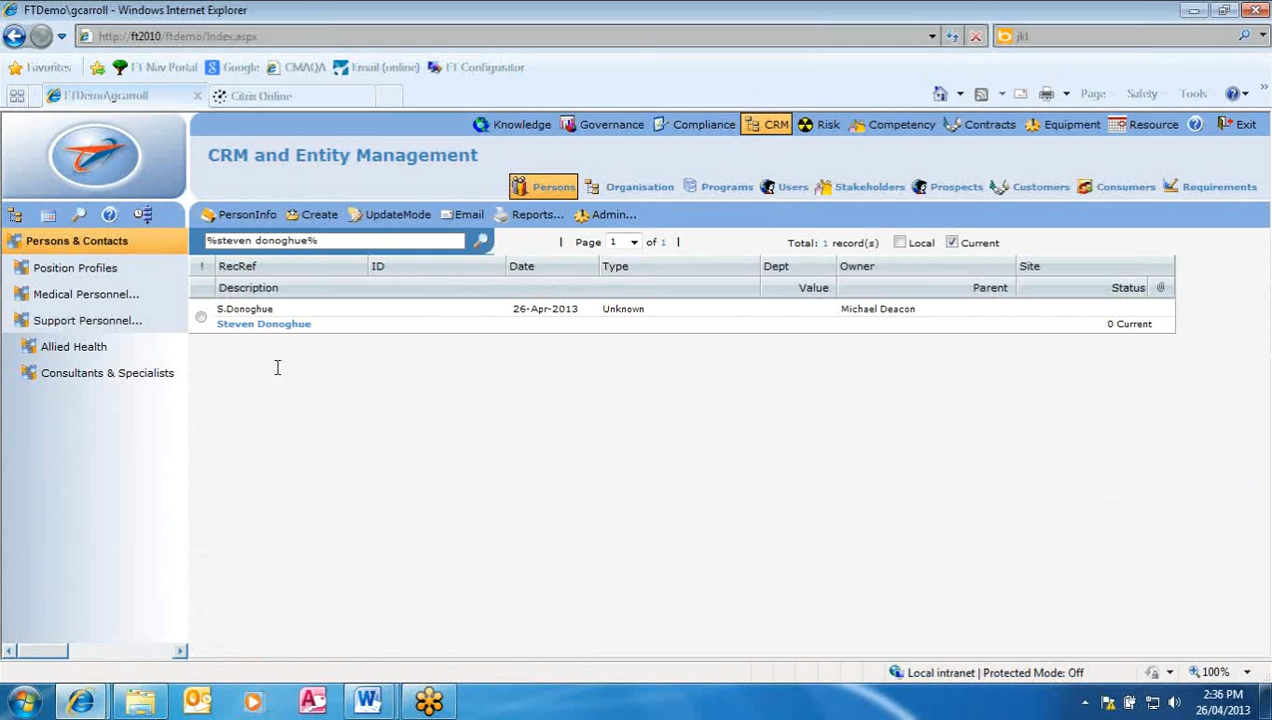 FTDemo\gcarroll - Windows Internet Explorer
http://ft2010/ftdemo/Index.aspx
jkl
Favorites FT Nav Portal Google CMAQA Email (online) FT Configurator
FTDemo\gcarroll Citrix Online Page Safety Tools
Knowledge Governance Compliance CRM Risk Competency Contracts Equipment Resource Exit
CRM and Entity Management
Persons Organisation Programs Users Stakeholders Prospects Customers Consumers Requirements
PersonInfo Create UpdateMode Email Reports... Admin...
Persons & Contacts
%steven donoghue% | Page 1 of 1 | Total: 1 record(s) Local Current
! RecRef ID Date Type Dept Owner Site
Description Value Parent Status
S.Donoghue 26-Apr-2013 Unknown Michael Deacon
Steven Donoghue 0 Current
Position Profiles
Medical Personnel...
Support Personnel...
Allied Health
Consultants & Specialists
Local intranet | Protected Mode: Off 100%
2:36 PM
26/04/2013